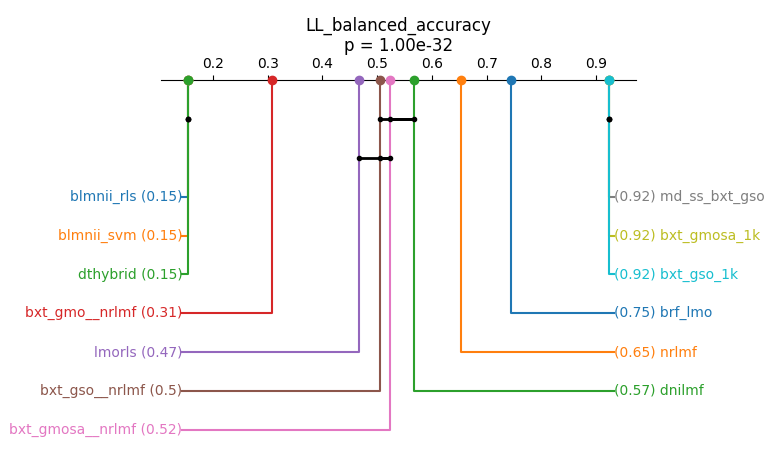 LL_balanced_accuracy
p = 1.00e-32
0.2 0.3 0.4 0.5 0.6 0.7 0.8 0.9
blmnii_rls (0.15)
(0.92) md_ss_bxt_gso
blmnii_svm (0.15)
(0.92) bxt_gmosa_1k
dthybrid (0.15)
(0.92) bxt_gso_1k
bxt_gmo__nrlmf (0.31)
(0.75) brf_lmo
lmorls (0.47)
(0.65) nrlmf
bxt_gso__nrlmf (0.5)
(0.57) dnilmf
bxt_gmosa__nrlmf (0.52)